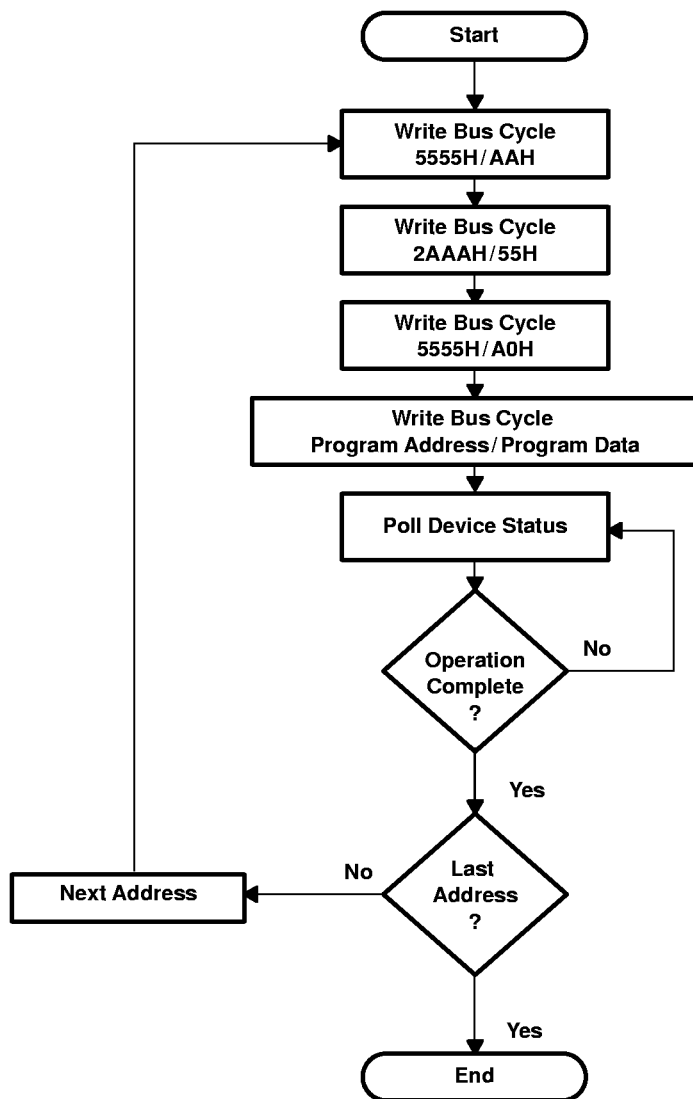 Start
Write Bus Cycle
5555H/AAH
Write Bus Cycle
2AAAH/55H
Write Bus Cycle
5555H/A0H
Write Bus Cycle
Program Address/Program Data
Poll Device Status
Operation
Complete
?
No
Yes
Last
Address
?
No
Next Address
Yes
End